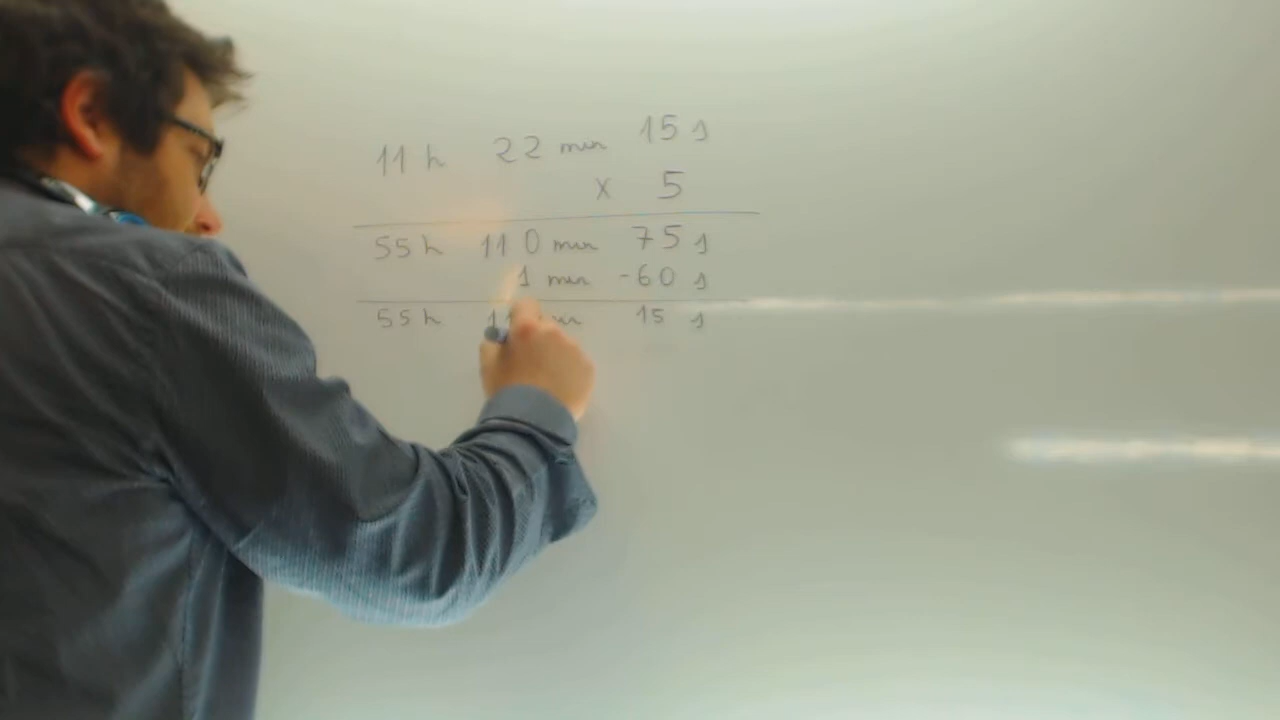 11 h 22 min 15 s
x 5
55 h 110 min 75 s
1 min -60 s
55 h 15 s